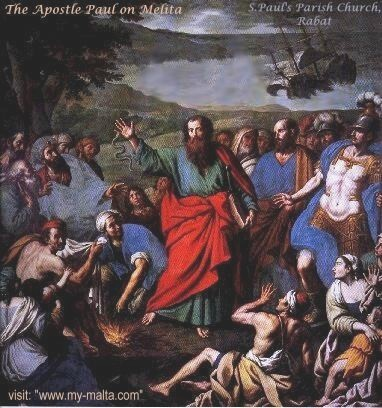 The Apostle Paul on Melita
S.Paul's Parish Church,
Rabat
visit: "www.my-malta.com"